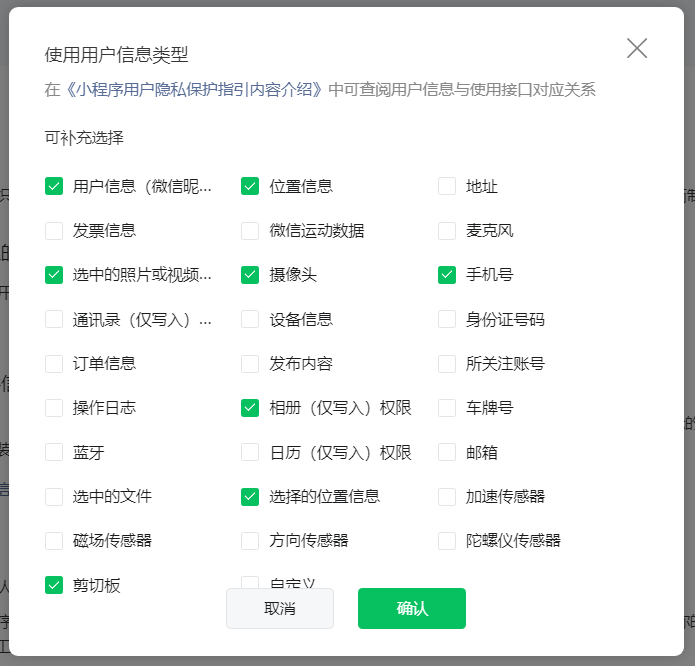 使用用户信息类型
在《小程序用户隐私保护指引内容介绍》中可查阅用户信息与使用接口对应关系
可补充选择
用户信息（微信昵... 位置信息 地址
发票信息 微信运动数据 麦克风
选中的照片或视频... 摄像头 手机号
通讯录（仅写入）... 设备信息 身份证号码
订单信息 发布内容 所关注账号
操作日志 相册（仅写入）权限 车牌号
蓝牙 日历（仅写入）权限 邮箱
选中的文件 选择的位置信息 加速传感器
磁场传感器 方向传感器 陀螺仪传感器
剪切板 自定义
取消 确认